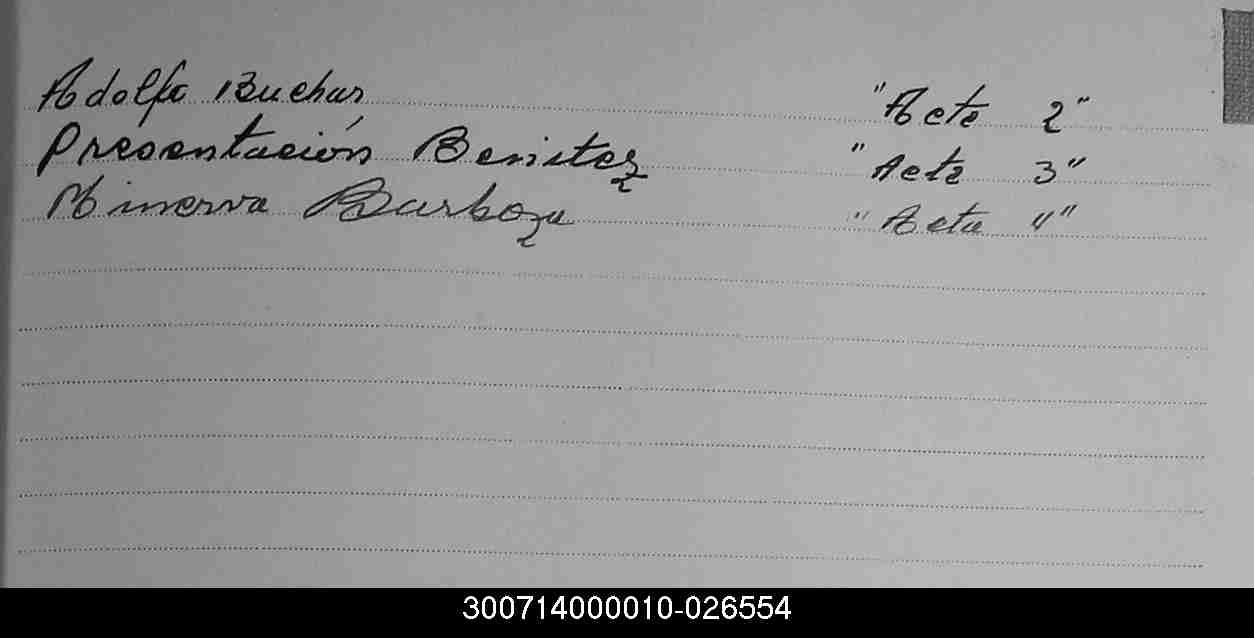 Adolfo Buchar "Acta 2"
Presentación Benitez "Acta 3"
Minerva Barboza "Acta 4"
300714000010-026554